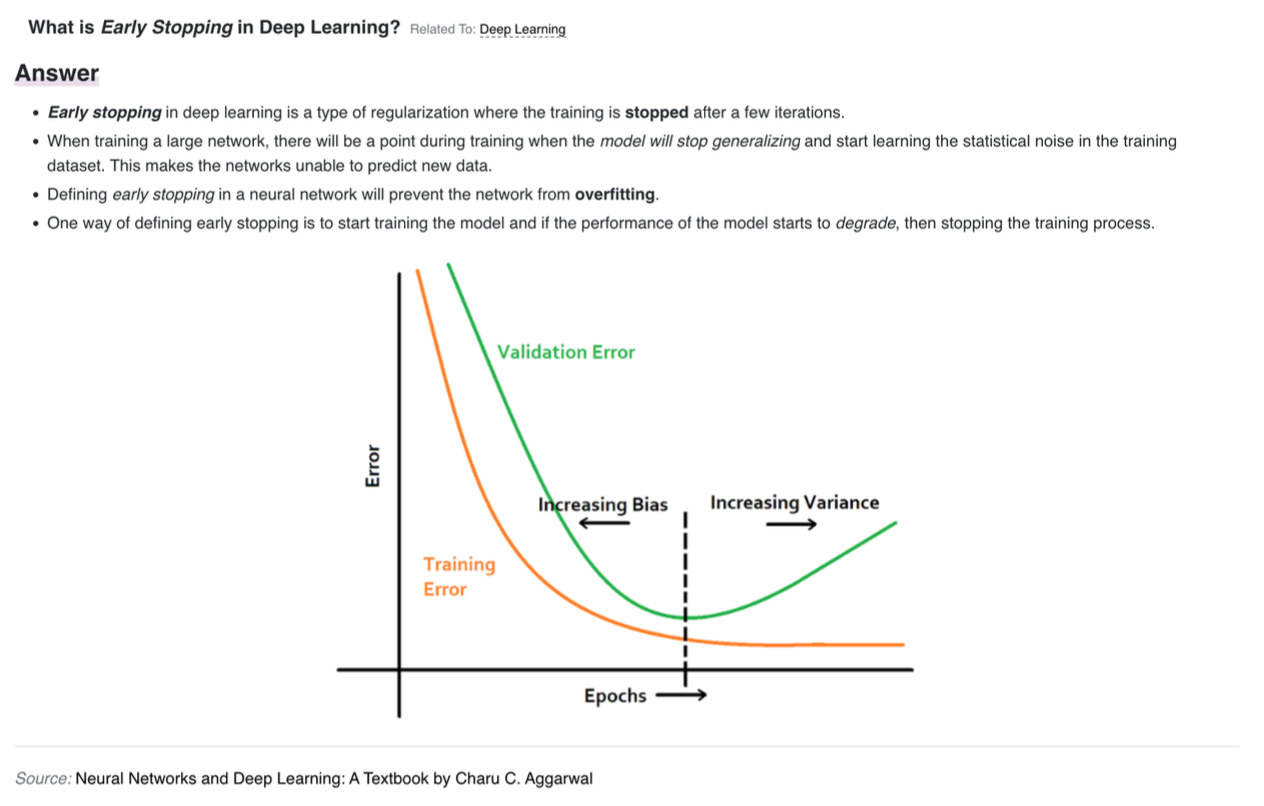 What is Early Stopping in Deep Learning? Related To: Deep Learning
Answer
• Early stopping in deep learning is a type of regularization where the training is stopped after a few iterations.
• When training a large network, there will be a point during training when the model will stop generalizing and start learning the statistical noise in the training
dataset. This makes the networks unable to predict new data.
• Defining early stopping in a neural network will prevent the network from overfitting.
• One way of defining early stopping is to start training the model and if the performance of the model starts to degrade, then stopping the training process.
Validation Error
Error
Increasing Bias
Increasing Variance
Training
Error
Epochs
Source: Neural Networks and Deep Learning: A Textbook by Charu C. Aggarwal